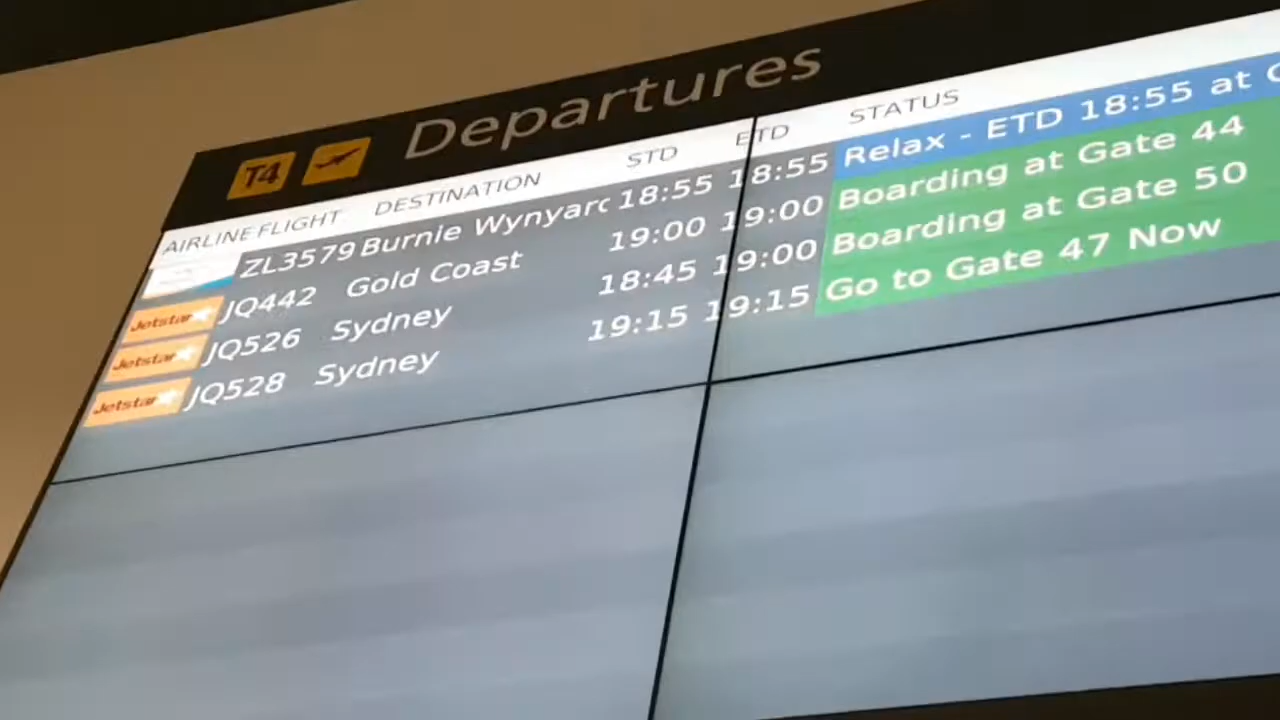 T4 Departures
AIRLINE FLIGHT DESTINATION STD ETD STATUS
ZL3579 Burnie Wynyard 18:55 18:55 Relax - ETD 18:55 at
Jetstar JQ442 Gold Coast 19:00 19:00 Boarding at Gate 44
Jetstar JQ526 Sydney 18:45 19:00 Boarding at Gate 50
Jetstar JQ528 Sydney 19:15 19:15 Go to Gate 47 Now